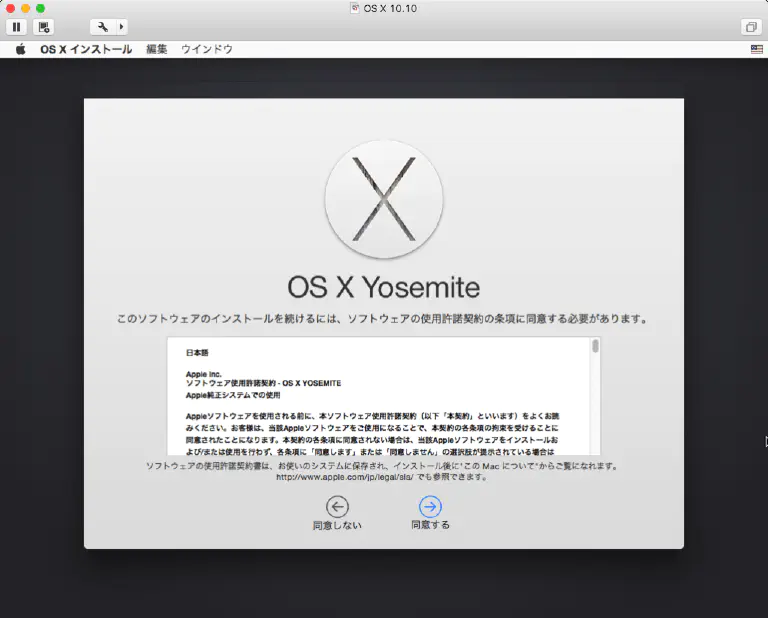 OS X 10.10
OS X インストール 編集 ウインドウ
OS X Yosemite
このソフトウェアのインストールを続けるには、ソフトウェアの使用許諾契約の条項に同意する必要があります。
日本語
Apple Inc.
ソフトウェア使用許諾契約 - OS X YOSEMITE
Apple純正システムでの使用
Appleソフトウェアを使用される前に、本ソフトウェア使用許諾契約（以下「本契約」といいます）をよくお読
みください。お客様は、当該Appleソフトウェアをご使用になることで、本契約の各条項の拘束を受けることに
同意されたことになります。本契約の各条項に同意されない場合は、当該Appleソフトウェアをインストールお
よび/または使用を行わず、各条項に「同意します」または「同意しません」の選択肢が提示されている場合は
ソフトウェアの使用許諾契約書は、お使いのシステムに保存され、インストール後に"この Mac について"からご覧になれます。
http://www.apple.com/jp/legal/sla/ でも参照できます。
同意しない 同意する